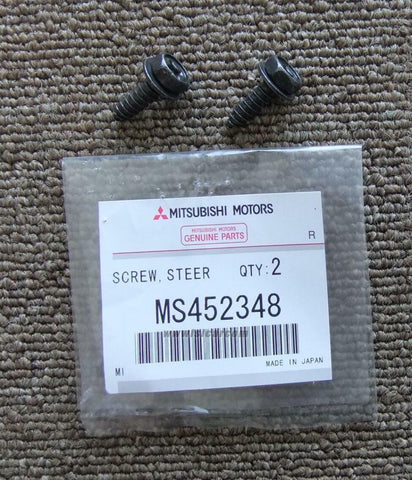 MITSUBISHI MOTORS
MITSUBISHI MOTORS
GENUINE PARTS
R
SCREW, STEER QTY:2
MS452348
MI MADE IN JAPAN